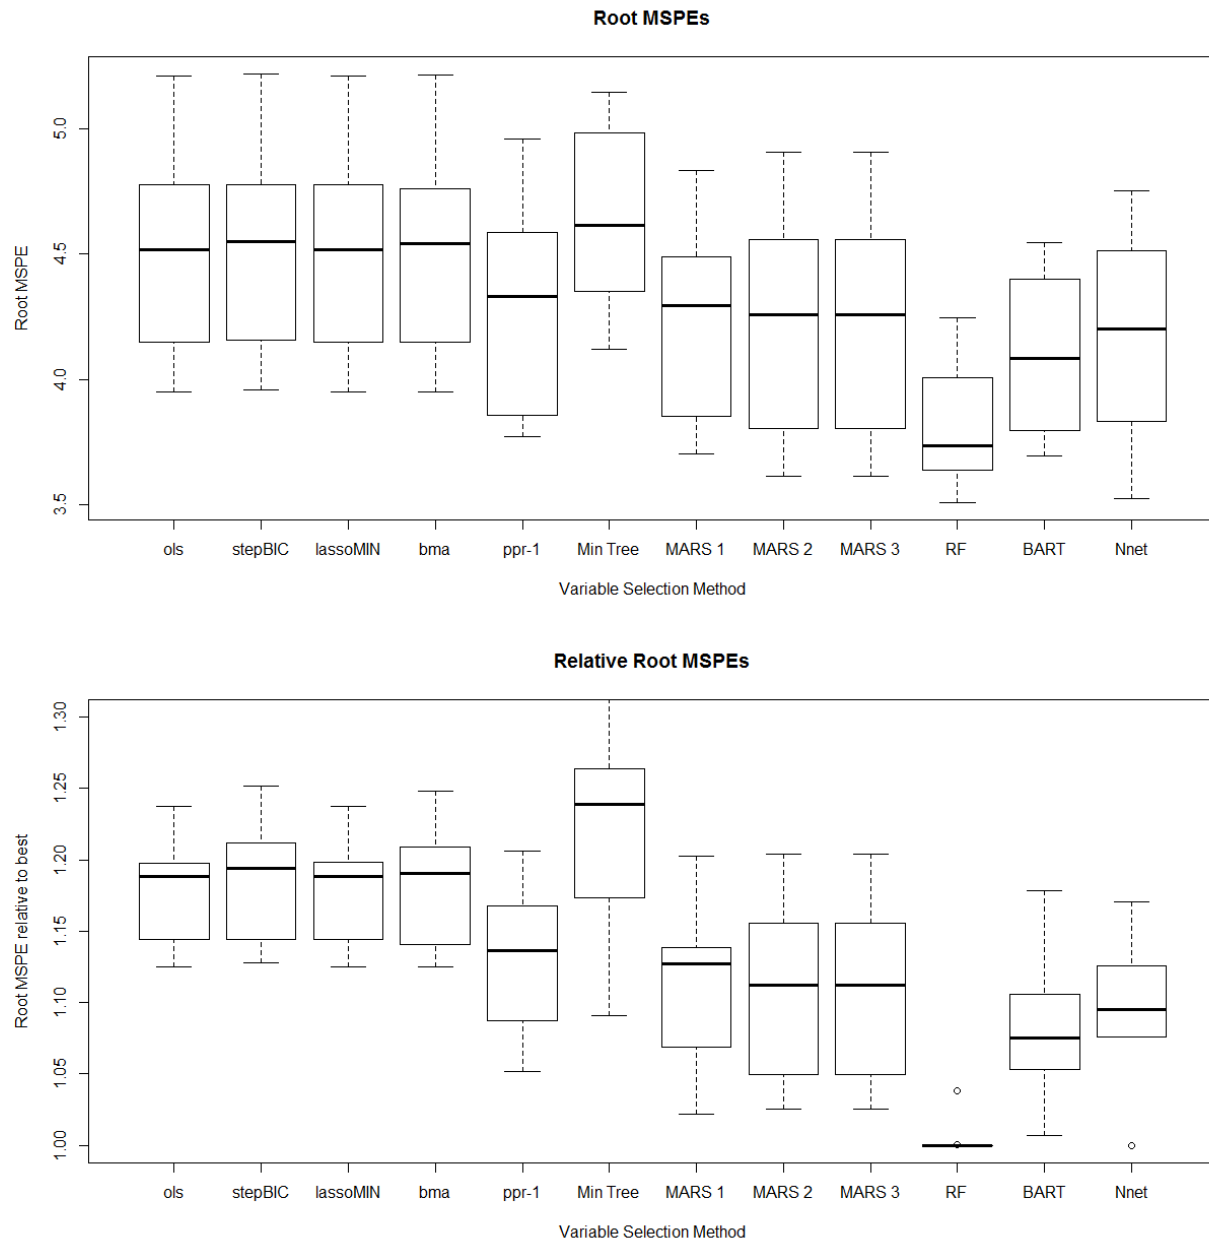 Root MSPEs
Root MSPE
5.0
4.5
4.0
3.5
ols stepBIC lassoMIN bma ppr-1 Min Tree MARS 1 MARS 2 MARS 3 RF BART Nnet
Variable Selection Method
Relative Root MSPEs
Root MSPE relative to best
1.30
1.25
1.20
1.15
1.10
1.05
1.00
ols stepBIC lassoMIN bma ppr-1 Min Tree MARS 1 MARS 2 MARS 3 RF BART Nnet
Variable Selection Method